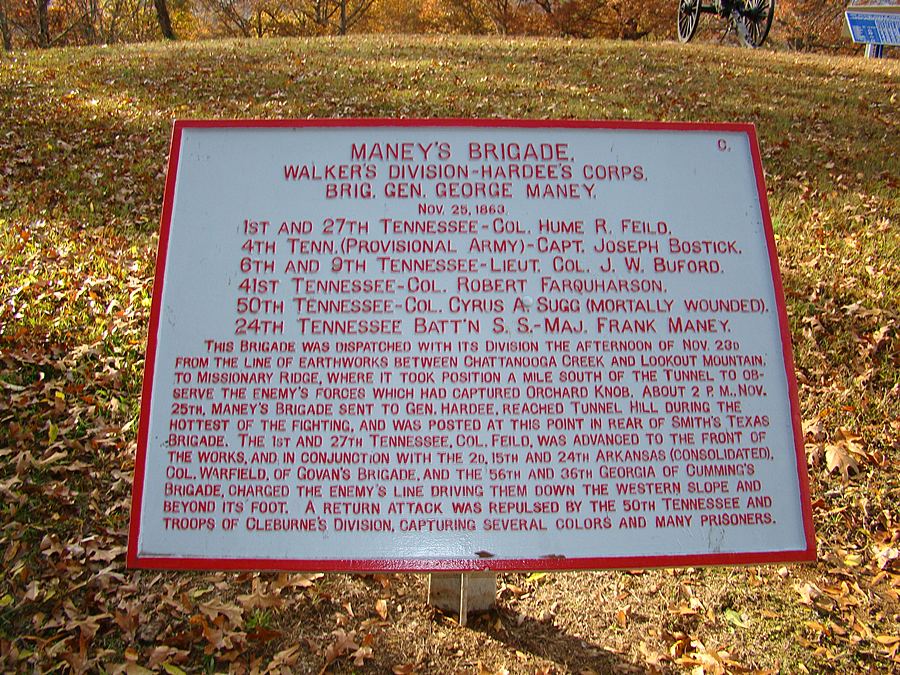 MANEY'S BRIGADE. C.
WALKER'S DIVISION-HARDEE'S CORPS.
BRIG. GEN. GEORGE MANEY.
NOV. 25, 1863.
1ST AND 27TH TENNESSEE-COL. HUME R. FEILD.
4TH TENN. (PROVISIONAL ARMY)-CAPT. JOSEPH BOSTICK.
6TH AND 9TH TENNESSEE-LIEUT. COL. J. W. BUFORD.
41ST TENNESSEE-COL. ROBERT FARQUHARSON.
50TH TENNESSEE-COL. CYRUS A. SUGG (MORTALLY WOUNDED).
24TH TENNESSEE BATT'N S. S.-MAJ. FRANK MANEY.
THIS BRIGADE WAS DISPATCHED WITH ITS DIVISION THE AFTERNOON OF NOV. 23D
FROM THE LINE OF EARTHWORKS BETWEEN CHATTANOOGA CREEK AND LOOKOUT MOUNTAIN.
TO MISSIONARY RIDGE, WHERE IT TOOK POSITION A MILE SOUTH OF THE TUNNEL TO OB-
SERVE THE ENEMY'S FORCES WHICH HAD CAPTURED ORCHARD KNOB. ABOUT 2 P. M., NOV.
25TH, MANEY'S BRIGADE SENT TO GEN. HARDEE, REACHED TUNNEL HILL DURING THE
HOTTEST OF THE FIGHTING, AND WAS POSTED AT THIS POINT IN REAR OF SMITH'S TEXAS
BRIGADE. THE 1ST AND 27TH TENNESSEE, COL. FEILD, WAS ADVANCED TO THE FRONT OF
THE WORKS, AND, IN CONJUNCTION WITH THE 2D, 15TH AND 24TH ARKANSAS (CONSOLIDATED),
COL. WARFIELD, OF GOVAN'S BRIGADE, AND THE 56TH AND 36TH GEORGIA OF CUMMING'S
BRIGADE, CHARGED THE ENEMY'S LINE DRIVING THEM DOWN THE WESTERN SLOPE AND
BEYOND ITS FOOT. A RETURN ATTACK WAS REPULSED BY THE 50TH TENNESSEE AND
TROOPS OF CLEBURNE'S DIVISION, CAPTURING SEVERAL COLORS AND MANY PRISONERS.